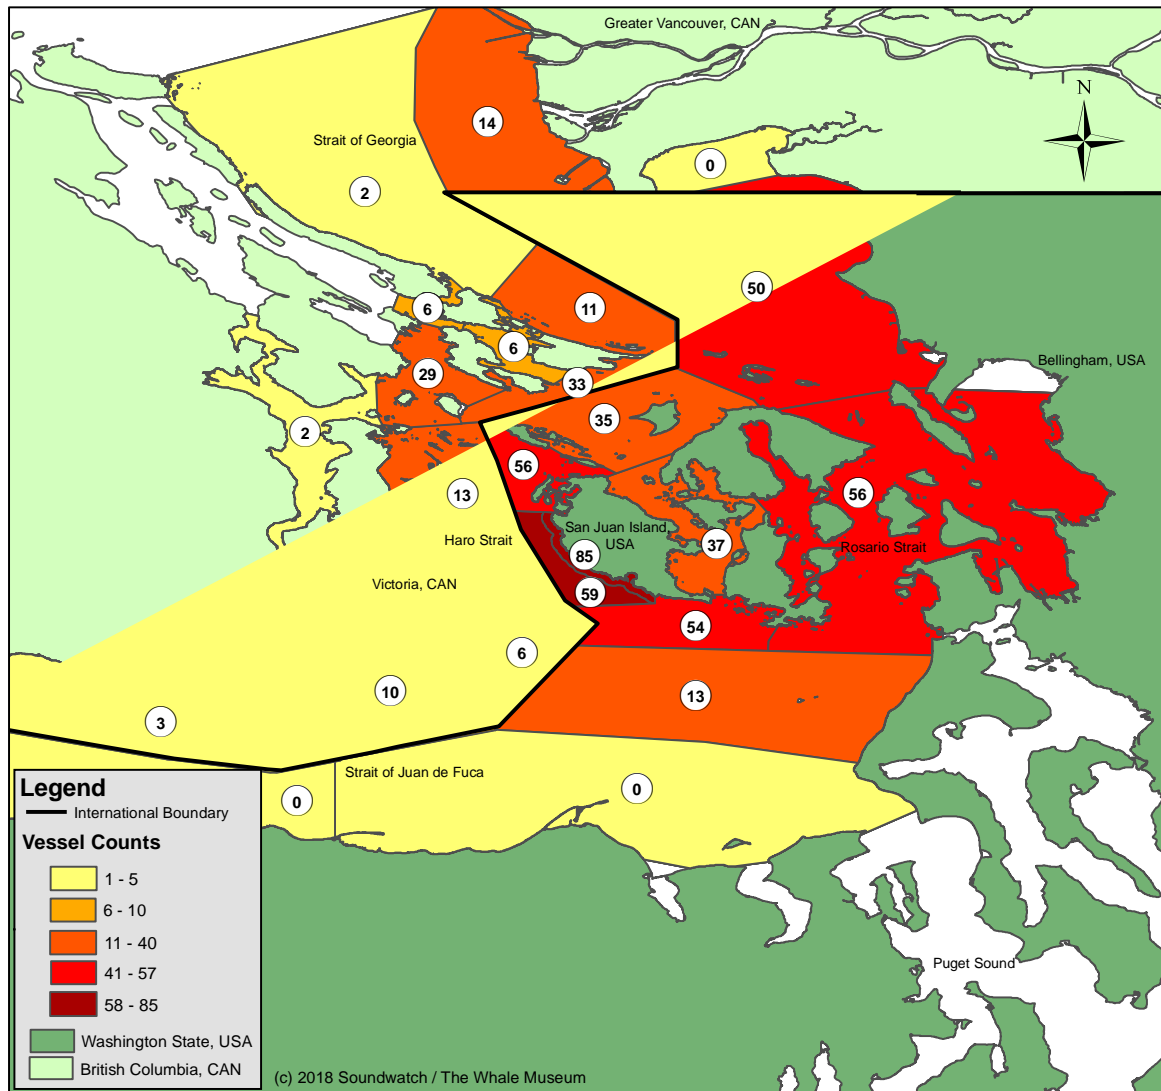 Greater Vancouver, CAN
N
14
Strait of Georgia
0
2
50
6
11
6
Bellingham, USA
29
33
35
2
56
13
56
San Juan Island,
USA
Haro Strait
37
Rosario Strait
85
Victoria, CAN
59
54
6
10
13
3
Strait of Juan de Fuca
0
0
Legend
International Boundary
Vessel Counts
1 - 5
6 - 10
11 - 40
41 - 57
58 - 85
Washington State, USA
British Columbia, CAN
Puget Sound
(c) 2018 Soundwatch / The Whale Museum